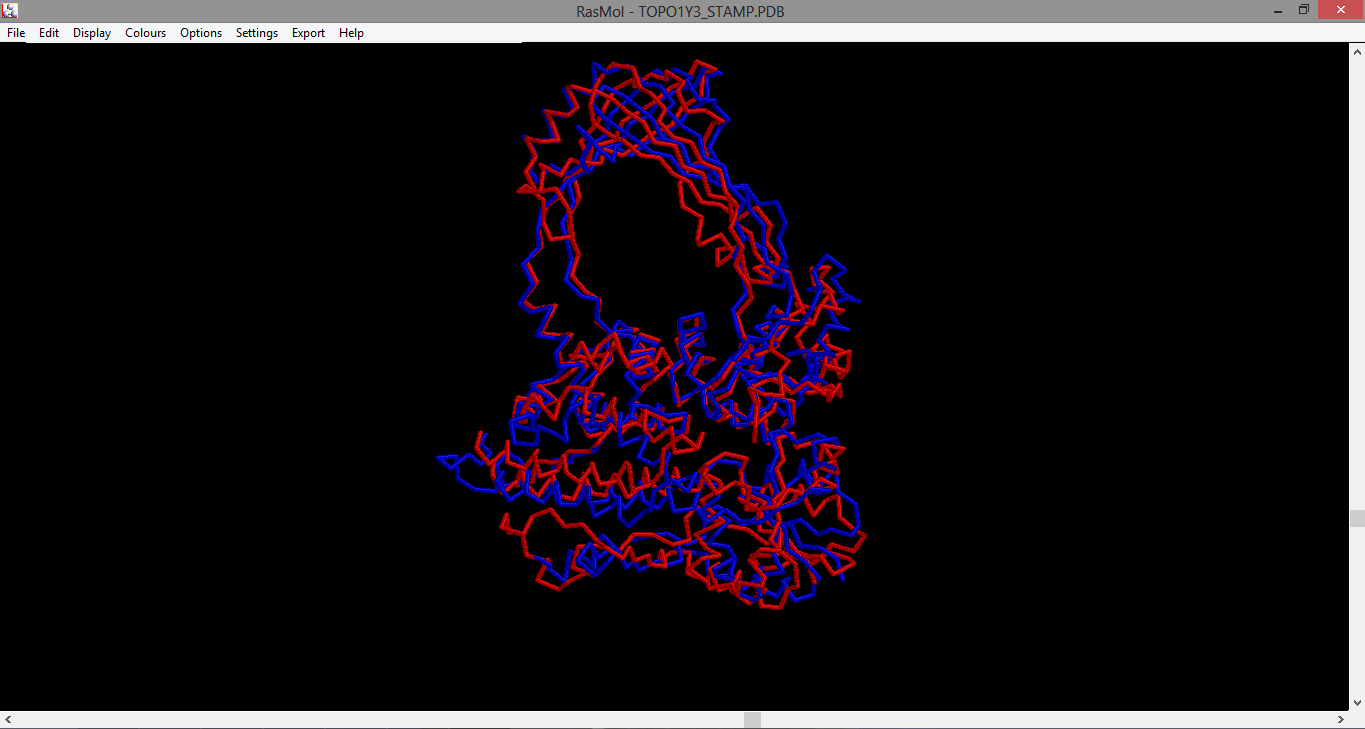 RasMol - TOPO1Y3_STAMP.PDB
File Edit Display Colours Options Settings Export Help